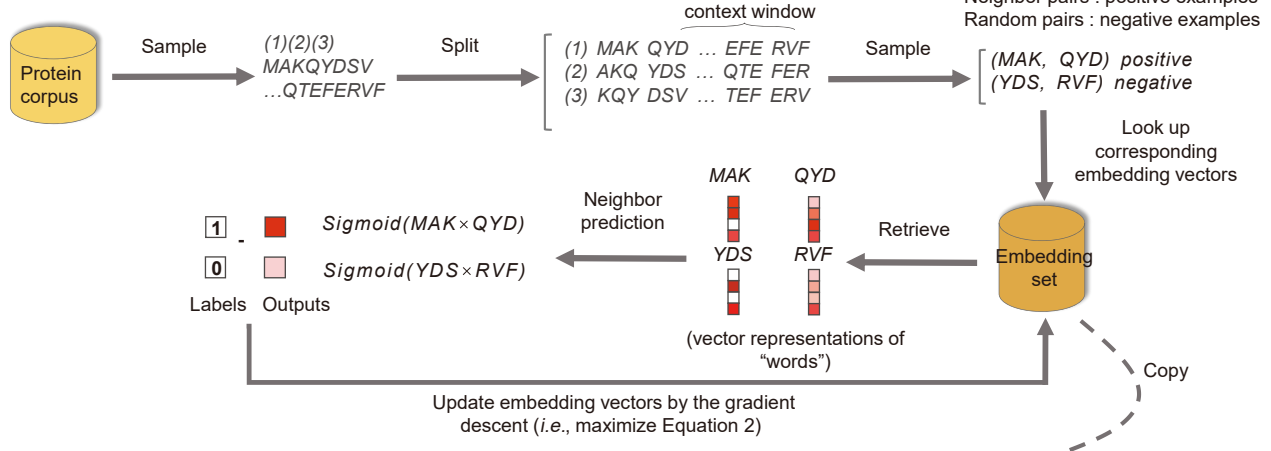 context window
Neighbor pairs : positive examples
Random pairs : negative examples
Sample
Split
Sample
Protein
corpus
(1)(2)(3)
MAKQYDSV
...QTEFERVF
(1) MAK QYD ... EFE RVF
(2) AKQ YDS ... QTE FER
(3) KQY DSV ... TEF ERV
(MAK, QYD) positive
(YDS, RVF) negative
Look up
corresponding
embedding vectors
MAK QYD
Neighbor
prediction
Retrieve
1 - Sigmoid(MAK×QYD)
0 Sigmoid(YDS×RVF)
YDS RVF
Embedding
set
Labels Outputs
(vector representations of
“words”)
Copy
Update embedding vectors by the gradient
descent (i.e., maximize Equation 2)